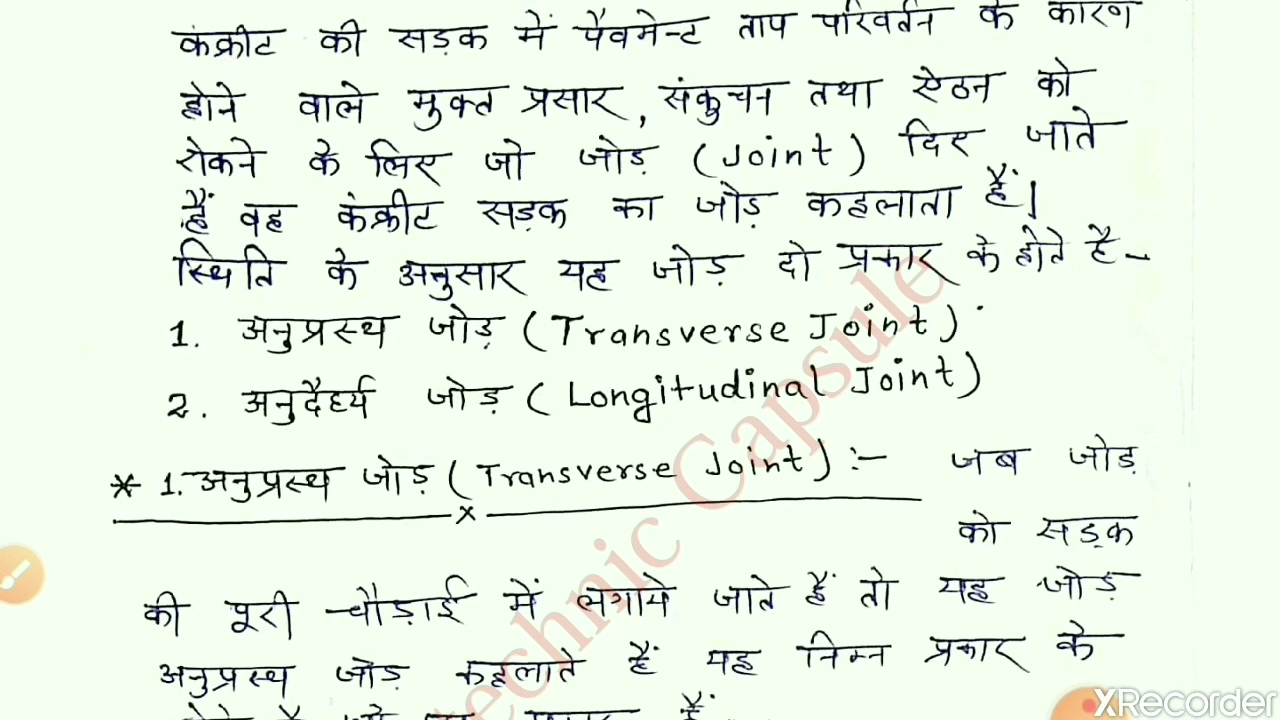 कंक्रीट की सड़क में पेवमेन्ट ताप परिवर्तन के कारण
होने वाले मुक्त प्रसार, संकुचन तथा ऐठन को
रोकने के लिए जो जोड़ (Joint) दिए जाते
हैं वह कंक्रीट सड़क का जोड़ कहलाता हैं।
स्थिति के अनुसार यह जोड़ दो प्रकार के होते है-
1. अनुप्रस्थ जोड़ (Transverse Joint)
2. अनुदैर्ध्य जोड़ (Longitudinal Joint)
* 1. अनुप्रस्थ जोड़ (Transverse Joint) :- जब जोड़
को सड़क
की पूरी चौड़ाई में लगाये जाते हैं तो यह जोड़
अनुप्रस्थ जोड़ कहलाते हैं यह निम्न प्रकार के
technic Capsule
XRecorder